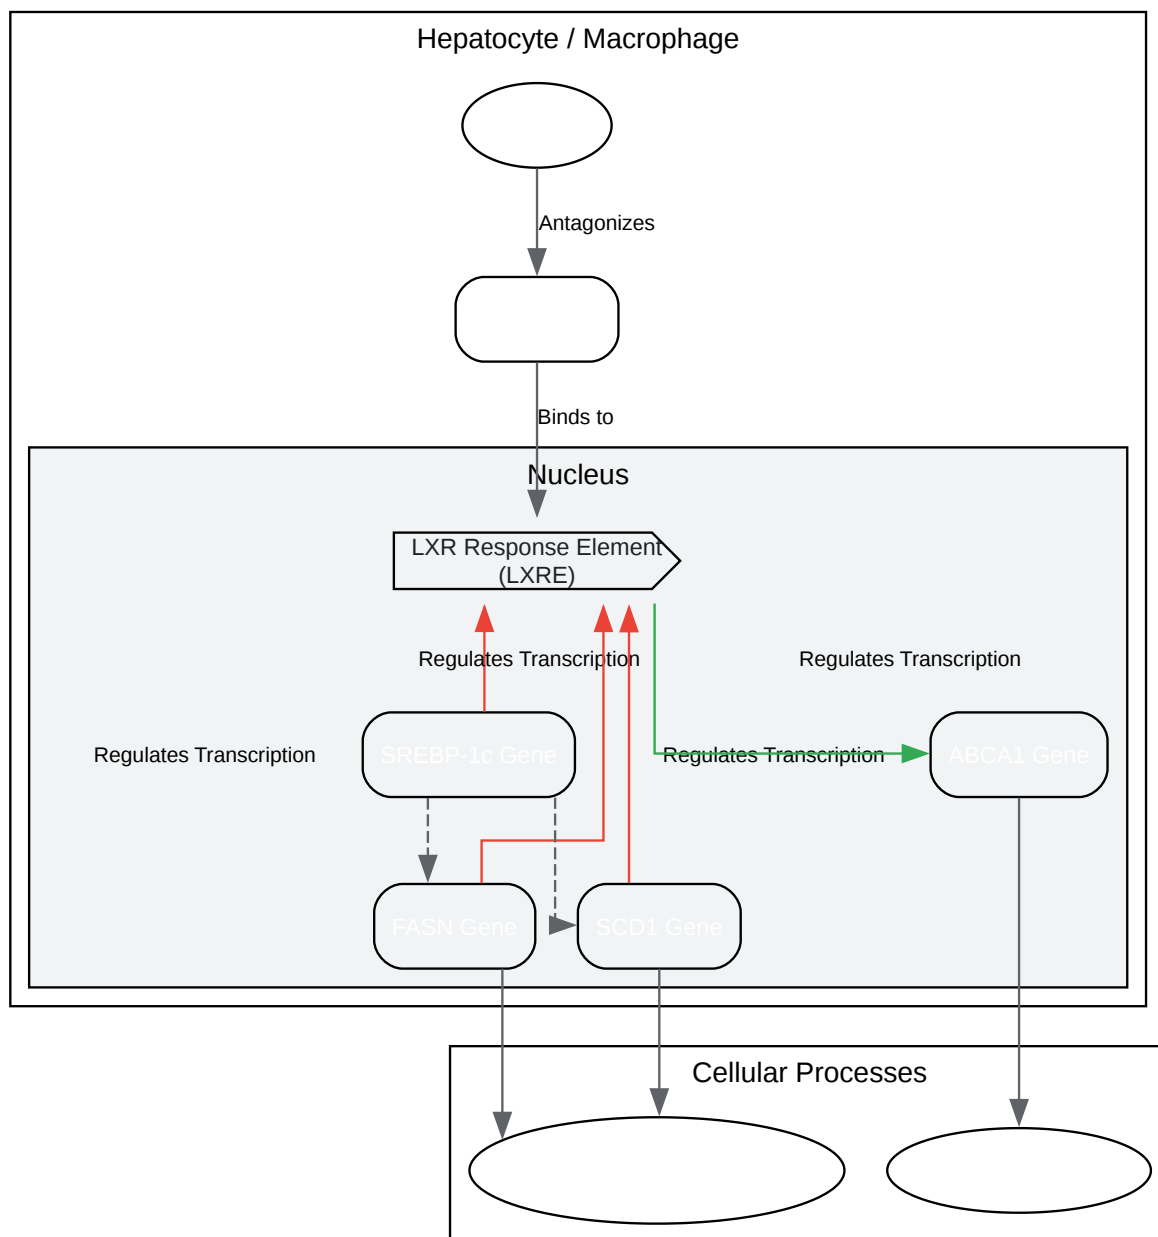 Hepatocyte / Macrophage
Antagonizes
Binds to
Nucleus
LXR Response Element
(LXRE)
Regulates Transcription
Regulates Transcription
Regulates Transcription
SREBP-1c Gene
Regulates Transcription
ABCA1 Gene
FASN Gene
SCD1 Gene
Cellular Processes